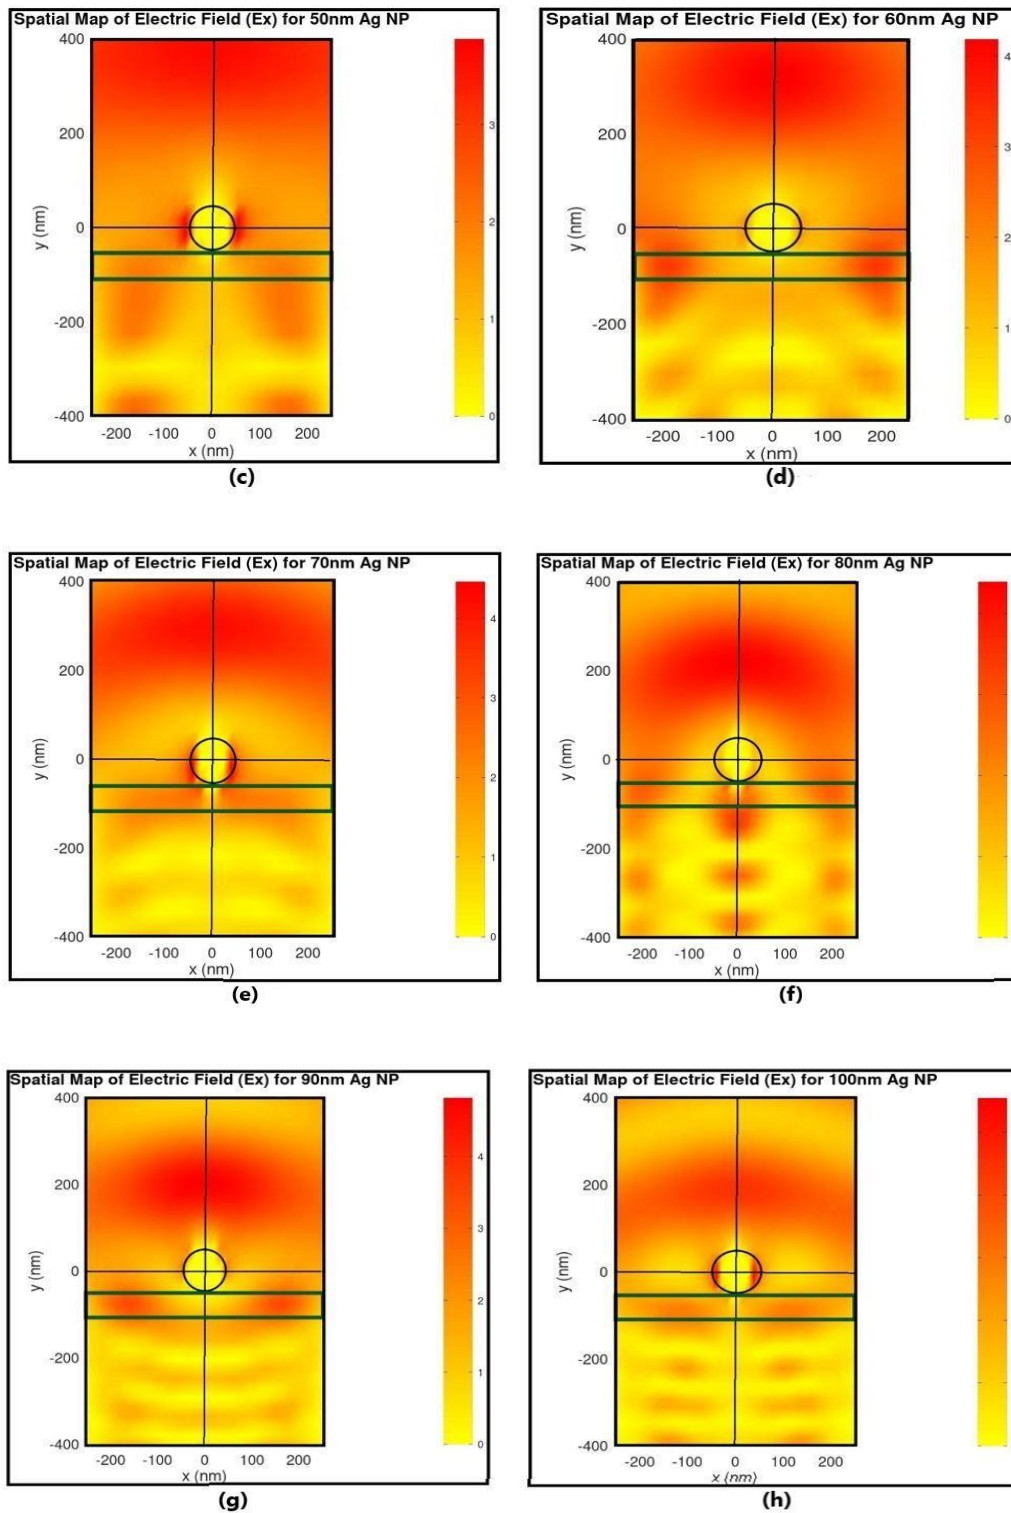 Spatial Map of Electric Field (Ex) for 50nm Ag NP
400
200
0
-200
-400
y (nm)
-200 -100 0 100 200
x (nm)
3
2
1
0
(c)
Spatial Map of Electric Field (Ex) for 60nm Ag NP
400
200
0
-200
-400
y (nm)
-200 -100 0 100 200
x (nm)
4
3
2
1
0
(d)
Spatial Map of Electric Field (Ex) for 70nm Ag NP
400
200
0
-200
-400
y (nm)
-200 -100 0 100 200
x (nm)
4
3
2
1
0
(e)
Spatial Map of Electric Field (Ex) for 80nm Ag NP
400
200
0
-200
-400
y (nm)
-200 -100 0 100 200
x (nm)
(f)
Spatial Map of Electric Field (Ex) for 90nm Ag NP
400
200
0
-200
-400
y (nm)
-200 -100 0 100 200
x (nm)
4
3
2
1
0
(g)
Spatial Map of Electric Field (Ex) for 100nm Ag NP
400
200
0
-200
-400
y (nm)
-200 -100 0 100 200
x (nm)
(h)